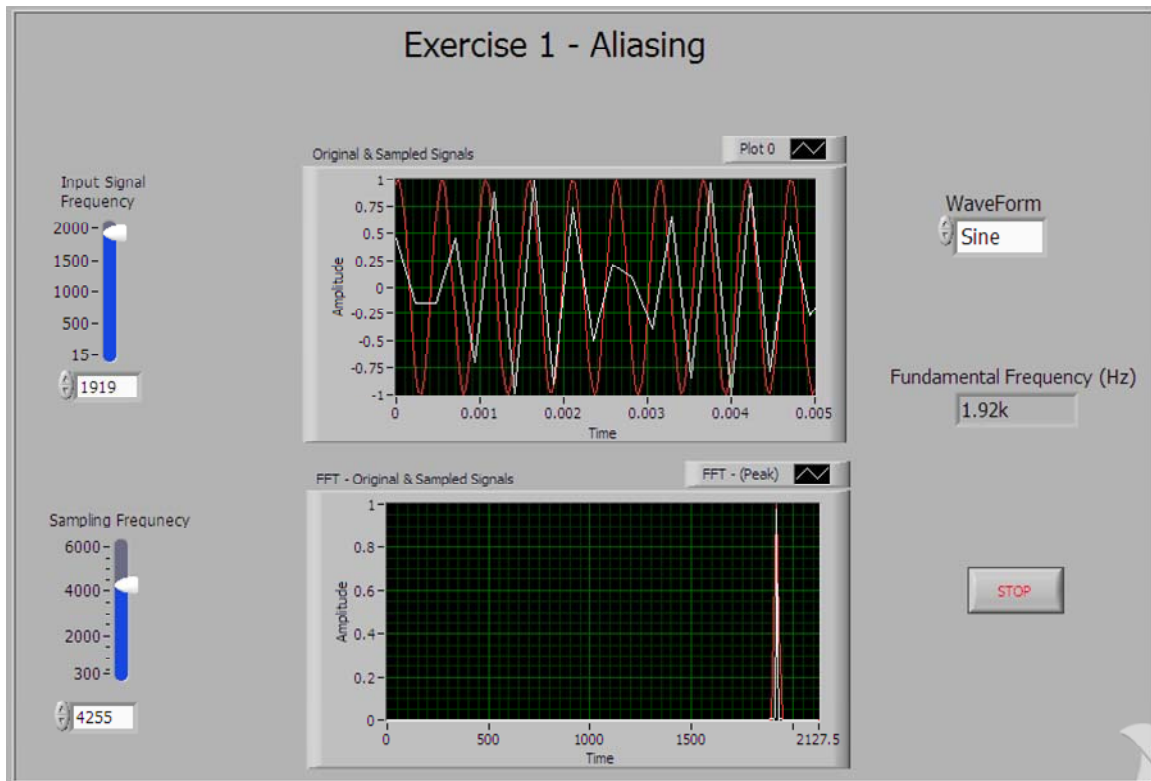 Exercise 1 - Aliasing
Original & Sampled Signals
Plot 0
Input Signal
Frequency
2000
1500
1000
500
15
1919
1
0.75
0.5
0.25
0
-0.25
-0.5
-0.75
-1
Amplitude
0 0.001 0.002 0.003 0.004 0.005
Time
WaveForm
Sine
Fundamental Frequency (Hz)
1.92k
FFT - Original & Sampled Signals
FFT - (Peak)
Sampling Frequnecy
6000
4000
2000
300
4255
1
0.8
0.6
0.4
0.2
0
Amplitude
0 500 1000 1500 2127.5
Time
STOP